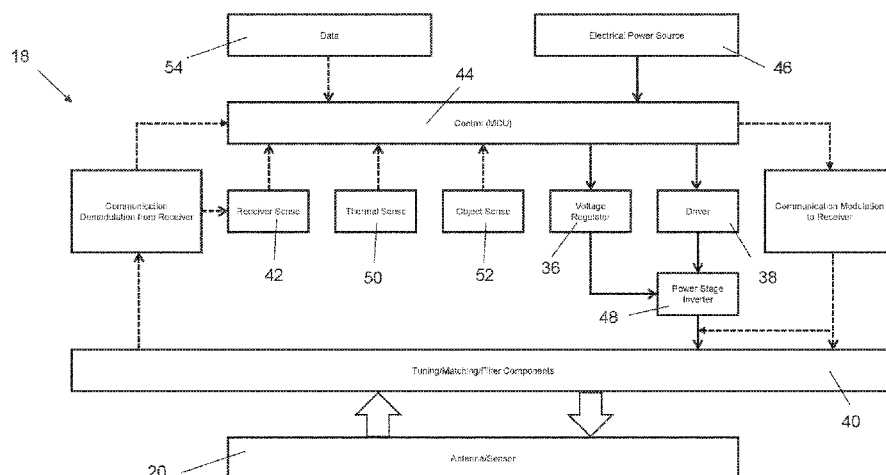 18
Data
54
Electrical Power Source
46
44
Control (MCU)
Communication
Demodulation from Receiver
Receiver Sense
42
Thermal Sense
50
Object Sense
52
Voltage
Regulator
36
Driver
38
Communication Modulation
to Receiver
Power Stage
Inverter
48
Tuning/Matching/Filter Components
40
Antenna/Sensor
20